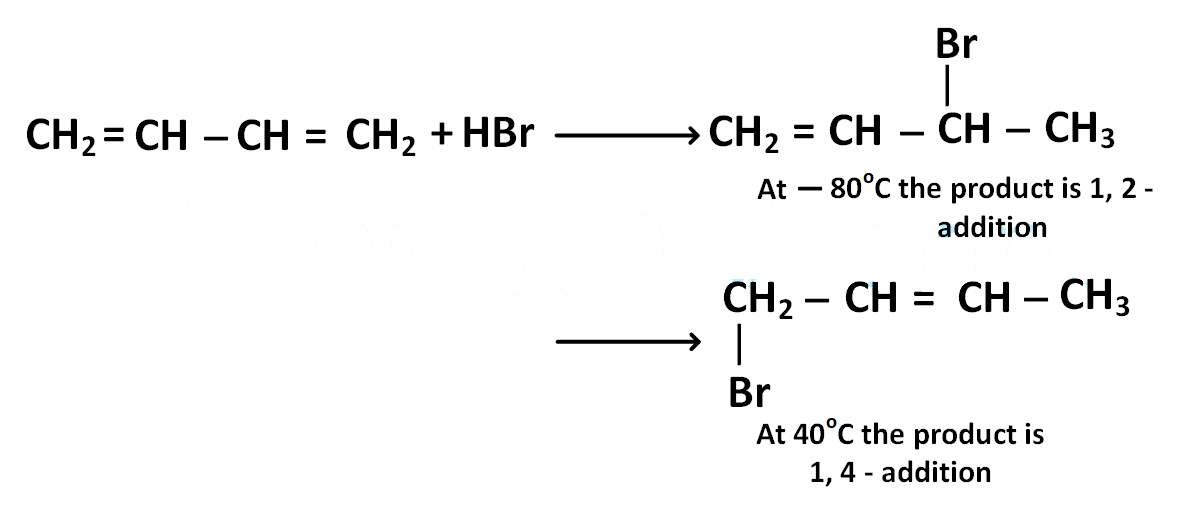 Br
|
CH₂ = CH – CH = CH₂ + HBr ⟶ CH₂ = CH – CH – CH₃
At — 80°C the product is 1, 2 -
addition
⟶ CH₂ – CH = CH – CH₃
|
Br
At 40°C the product is
1, 4 - addition